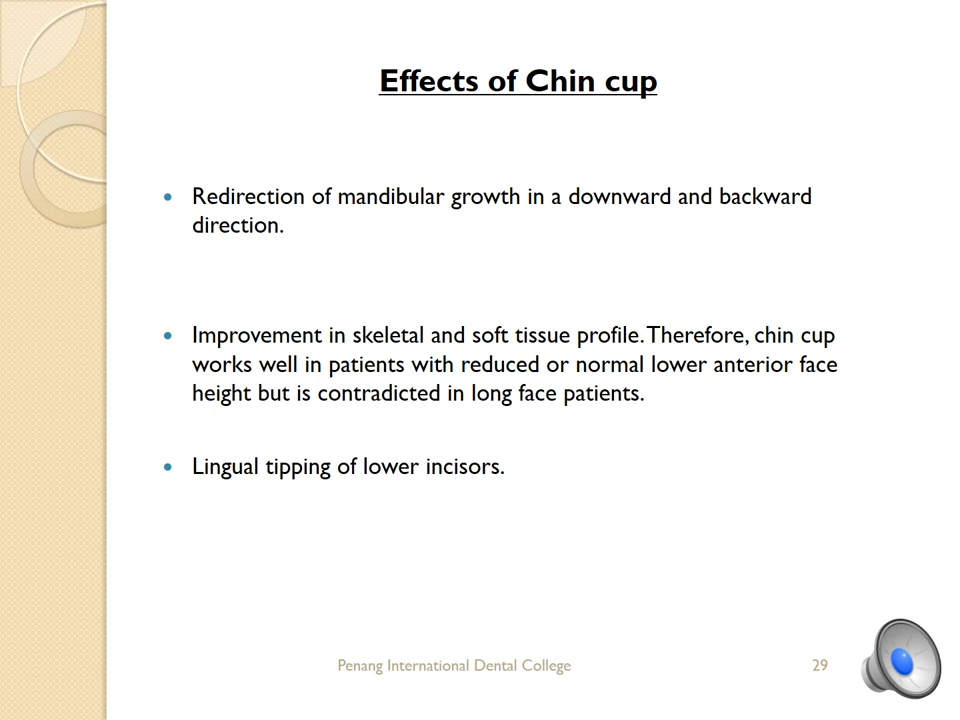 Effects of Chin cup
• Redirection of mandibular growth in a downward and backward
direction.
• Improvement in skeletal and soft tissue profile. Therefore, chin cup
works well in patients with reduced or normal lower anterior face
height but is contradicted in long face patients.
• Lingual tipping of lower incisors.
Penang International Dental College
29